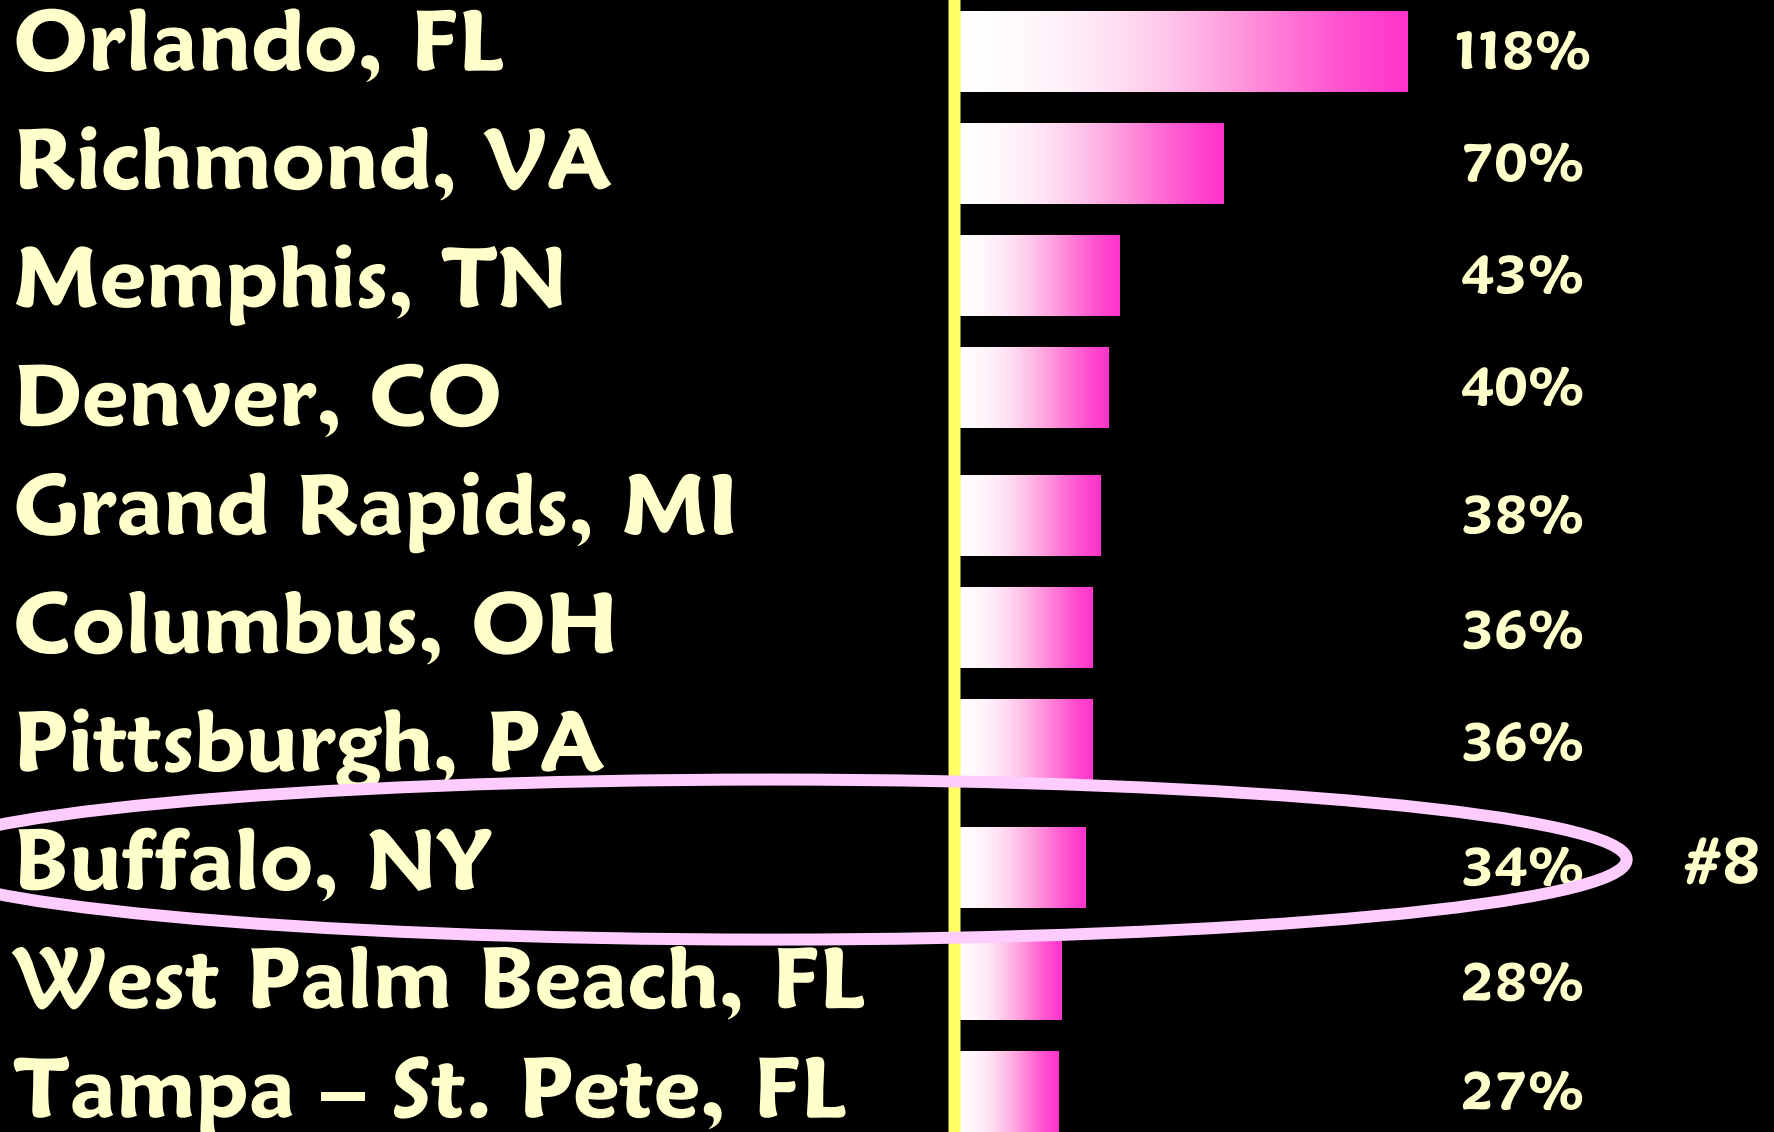 Orlando, FL 118%
Richmond, VA 70%
Memphis, TN 43%
Denver, CO 40%
Grand Rapids, MI 38%
Columbus, OH 36%
Pittsburgh, PA 36%
Buffalo, NY 34% #8
West Palm Beach, FL 28%
Tampa – St. Pete, FL 27%